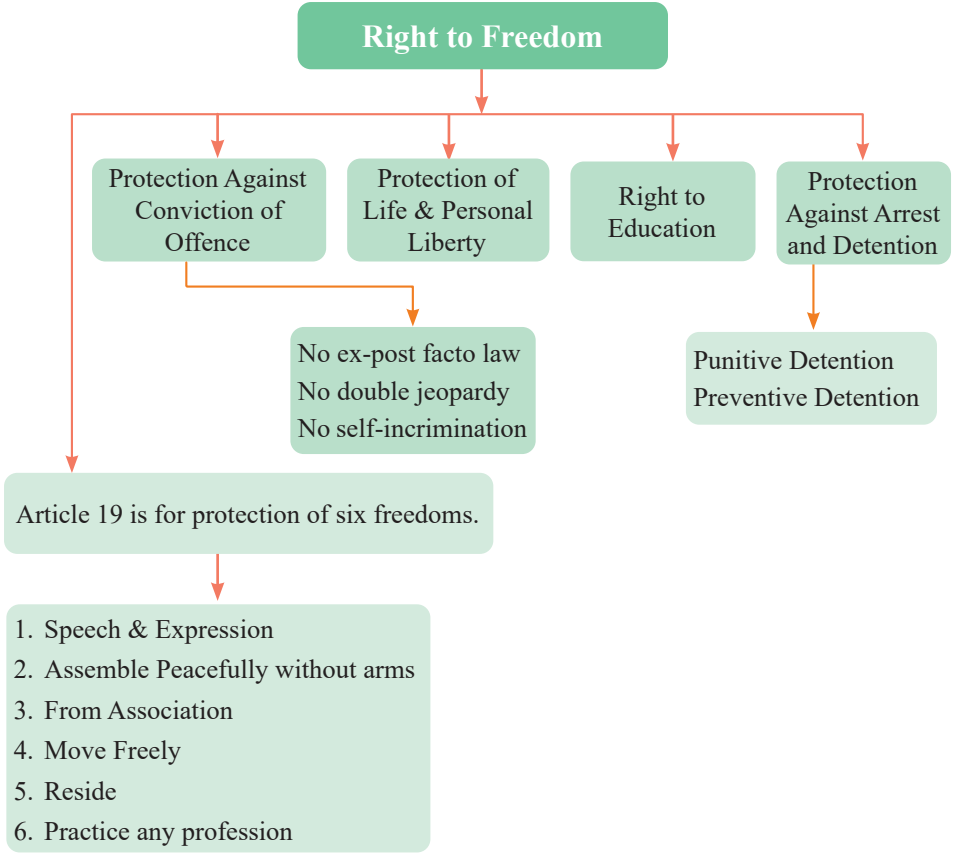 Right to Freedom
Protection Against
Conviction of
Offence
Protection of
Life & Personal
Liberty
Right to
Education
Protection
Against Arrest
and Detention
No ex-post facto law
No double jeopardy
No self-incrimination
Punitive Detention
Preventive Detention
Article 19 is for protection of six freedoms.
1. Speech & Expression
2. Assemble Peacefully without arms
3. From Association
4. Move Freely
5. Reside
6. Practice any profession